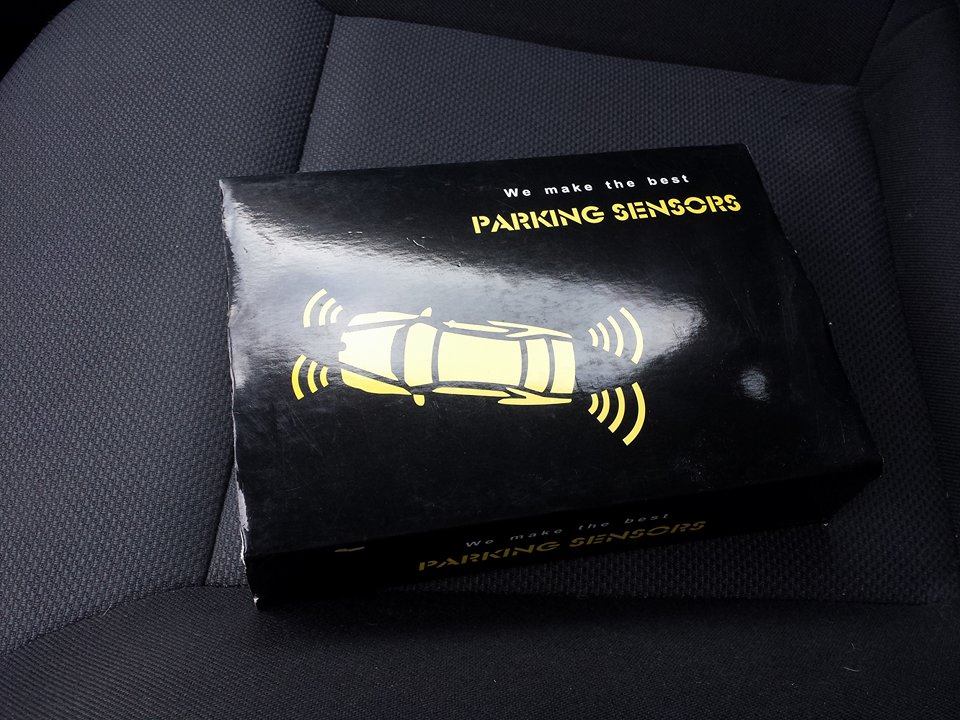 We make the best
PARKING SENSORS
We make the best
PARKING SENSORS